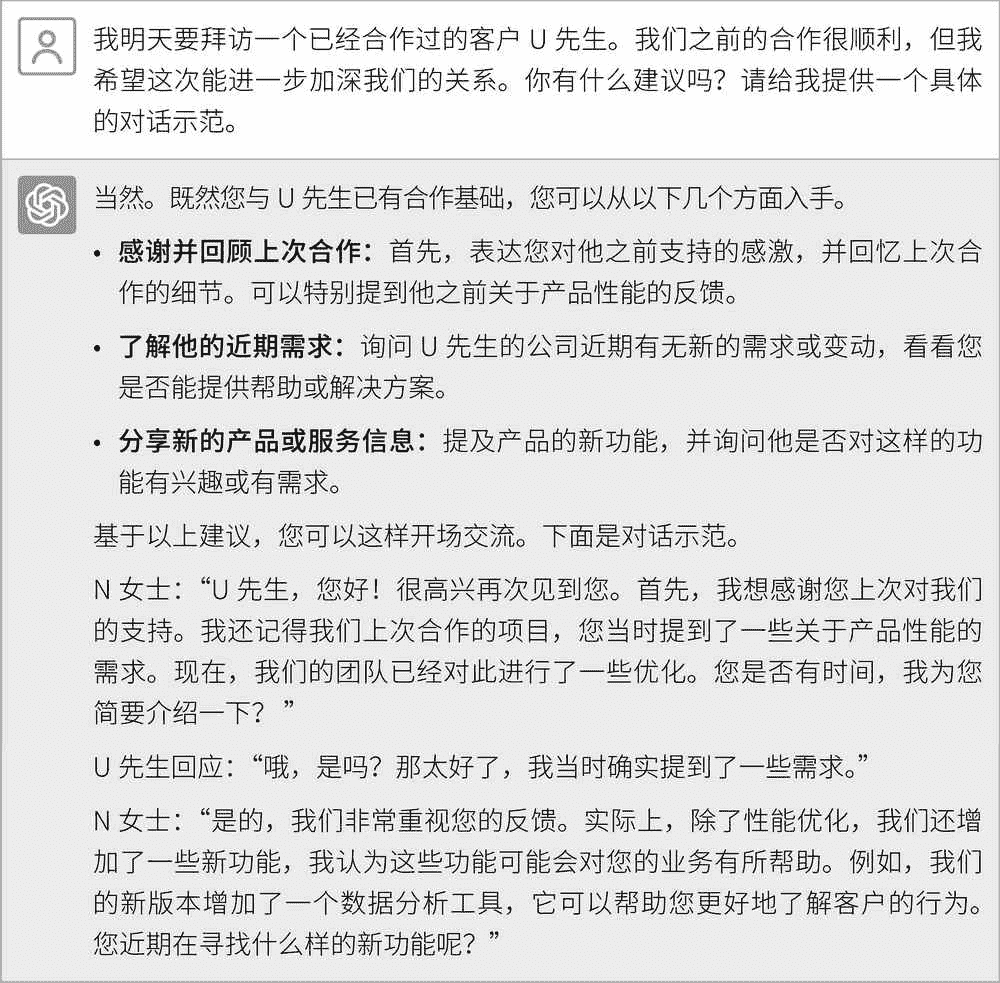 我明天要拜访一个已经合作过的客户 U 先生。我们之前的合作很顺利，但我
希望这次能进一步加深我们的关系。你有什么建议吗？请给我提供一个具体
的对话示范。
当然。既然您与 U 先生已有合作基础，您可以从以下几个方面入手。
• 感谢并回顾上次合作：首先，表达您对他之前支持的感激，并回忆上次合
作的细节。可以特别提到他之前关于产品性能的反馈。
• 了解他的近期需求：询问 U 先生的公司近期有无新的需求或变动，看看您
是否能提供帮助或解决方案。
• 分享新的产品或服务信息：提及产品的新功能，并询问他是否对这样的功
能有兴趣或有需求。
基于以上建议，您可以这样开场交流。下面是对话示范。
N 女士：“U 先生，您好！很高兴再次见到您。首先，我想感谢您上次对我们
的支持。我还记得我们上次合作的项目，您当时提到了一些关于产品性能的
需求。现在，我们的团队已经对此进行了一些优化。您是否有时间，我为您
简要介绍一下？”
U 先生回应：“哦，是吗？那太好了，我当时确实提到了一些需求。”
N 女士：“是的，我们非常重视您的反馈。实际上，除了性能优化，我们还增
加了一些新功能，我认为这些功能可能会对您的业务有所帮助。例如，我们
的新版本增加了一个数据分析工具，它可以帮助您更好地了解客户的行为。
您近期在寻找什么样的新功能呢？”